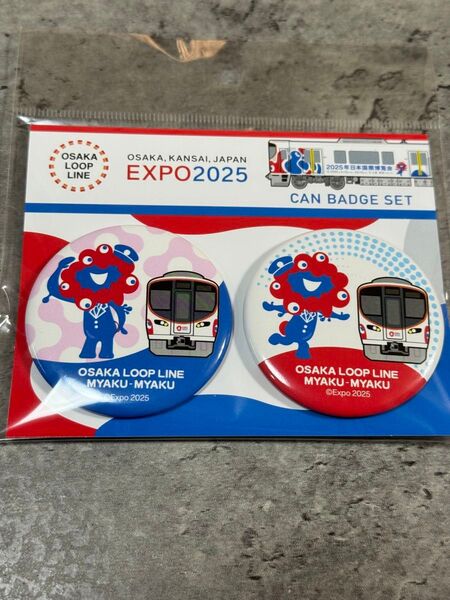 OSAKA
LOOP
LINE
OSAKA, KANSAI, JAPAN
EXPO2025
2025年日本国際博覧会
CAN BADGE SET
OSAKA LOOP LINE
MYAKU-MYAKU
©Expo 2025
OSAKA LOOP LINE
MYAKU-MYAKU
©Expo 2025